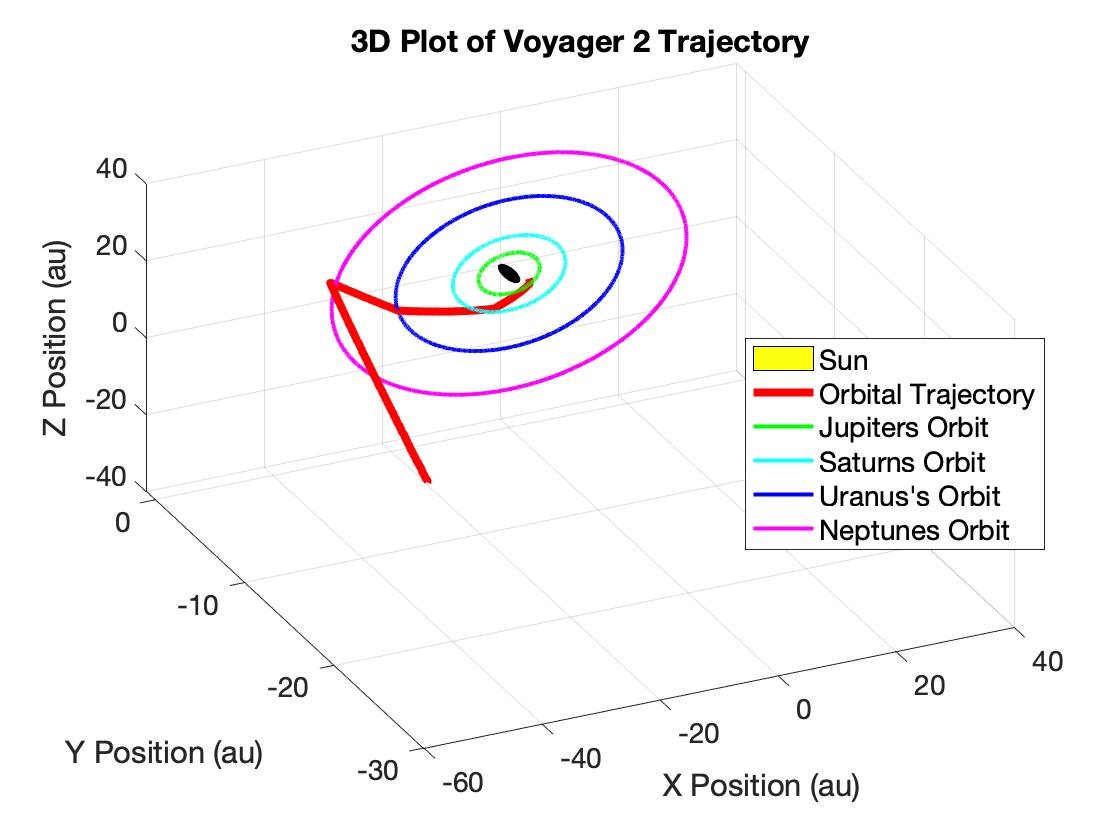 3D Plot of Voyager 2 Trajectory
Z Position (au)
40
20
0
-20
-40
0
-10
-20
-30
Y Position (au)
-60
-40
-20
0
20
40
X Position (au)
Sun
Orbital Trajectory
Jupiters Orbit
Saturns Orbit
Uranus's Orbit
Neptunes Orbit